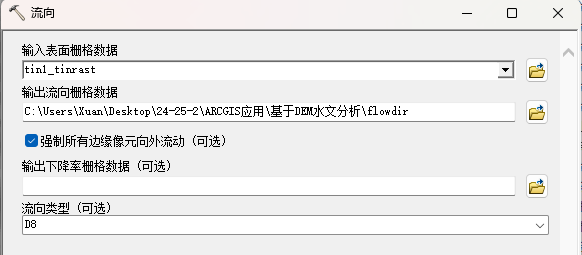 流向
输入表面栅格数据
tin1_tinrast
输出流向栅格数据
C:\Users\Xuan\Desktop\24-25-2\ARCGIS应用\基于DEM水文分析\flowdir
强制所有边缘像元向外流动（可选）
输出下降率栅格数据（可选）
流向类型（可选）
D8